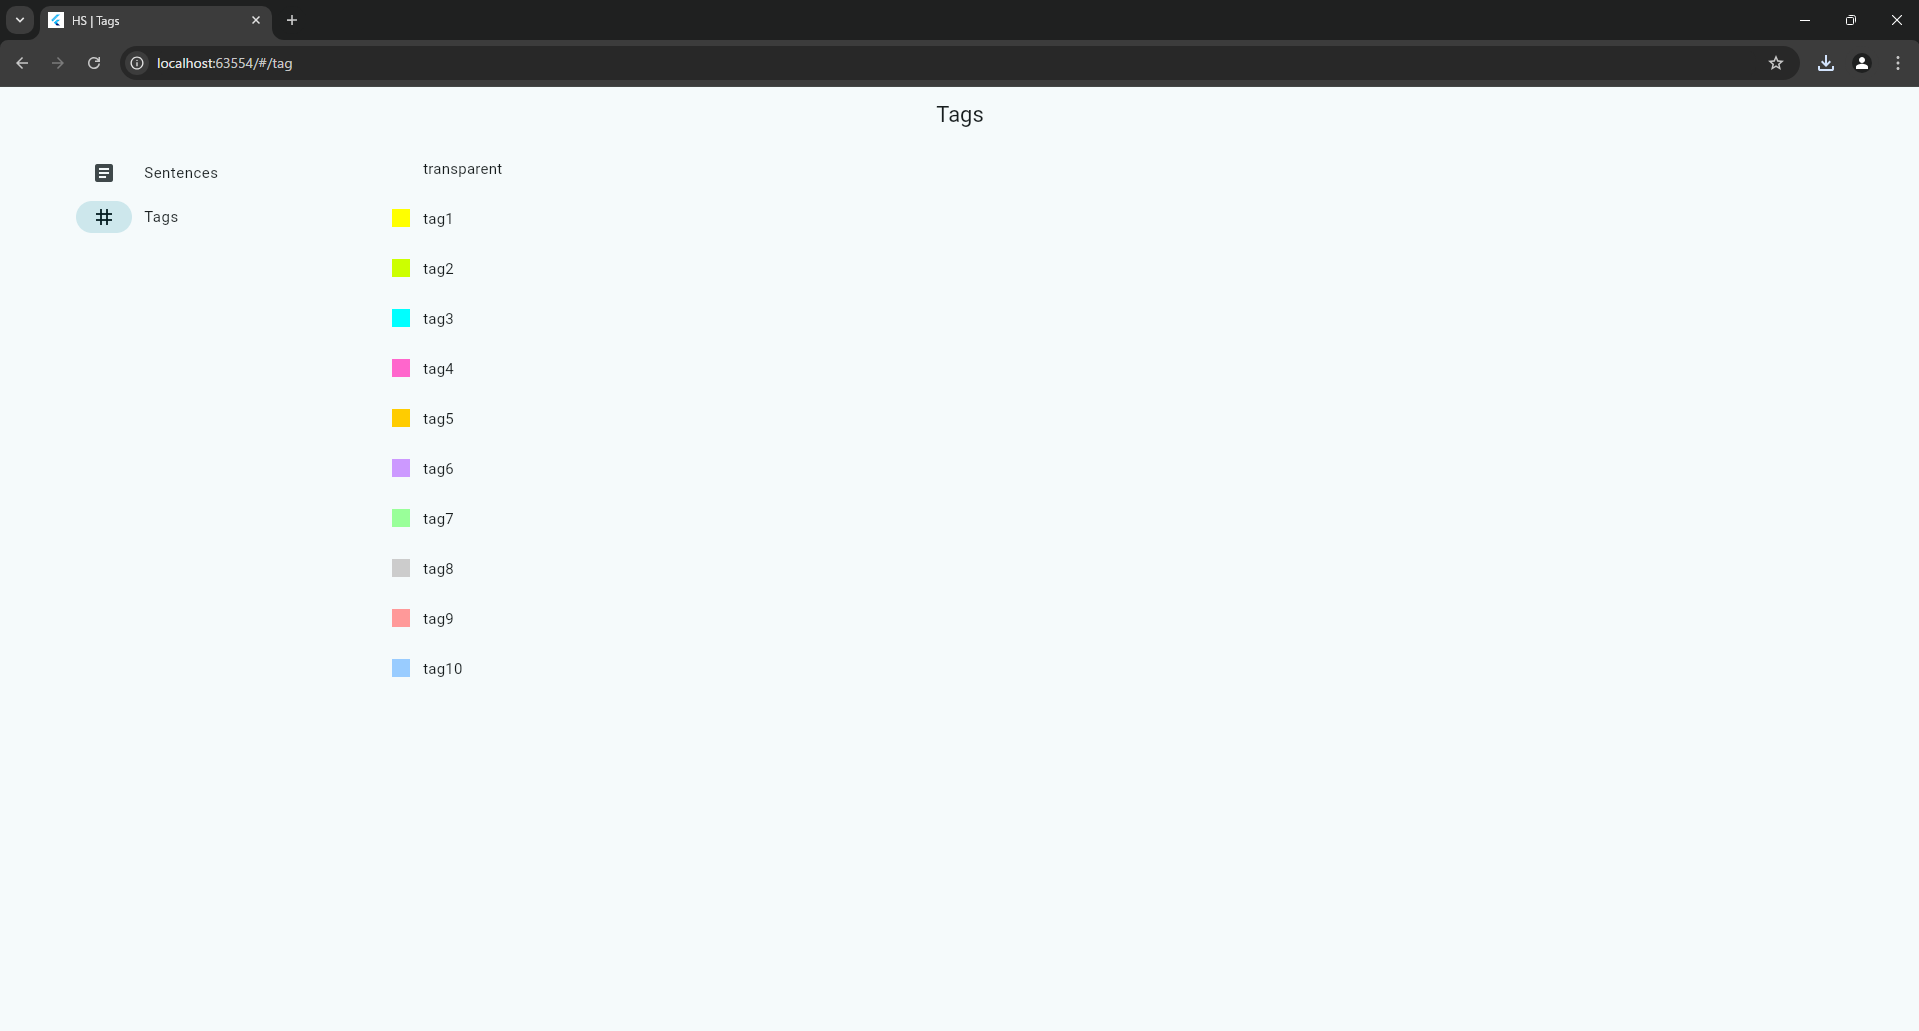 HS | Tags
localhost:63554/#/tag
Tags
Sentences
Tags
transparent
tag1
tag2
tag3
tag4
tag5
tag6
tag7
tag8
tag9
tag10